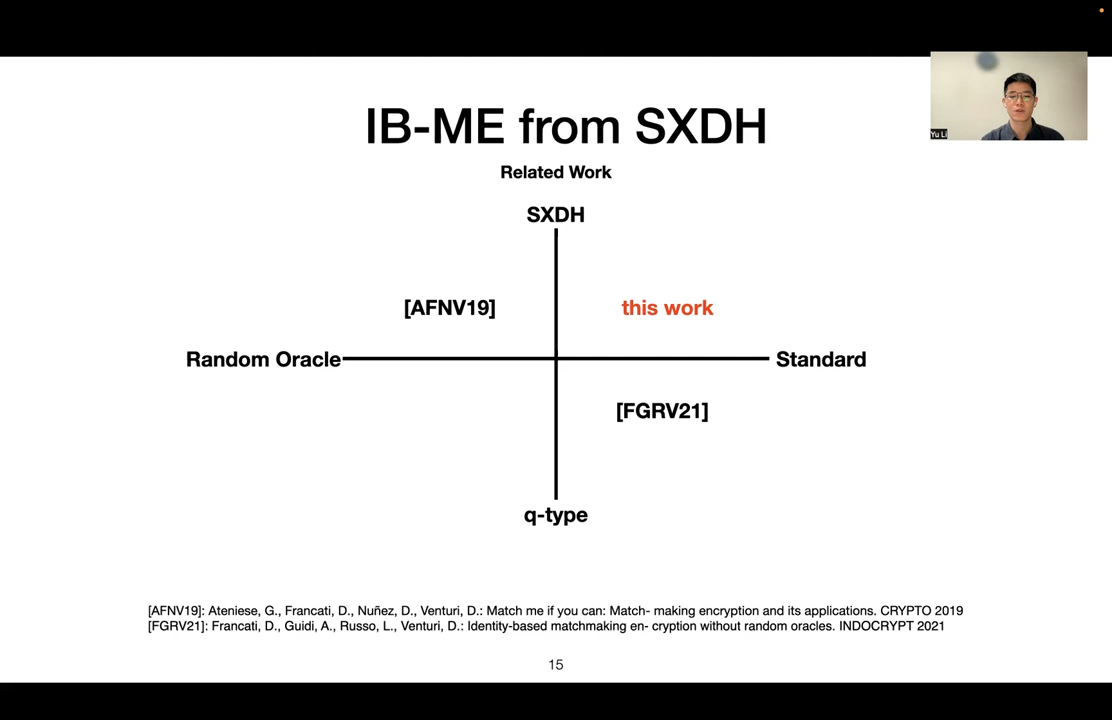 IB-ME from SXDH
Yu Li
Related Work
SXDH
[AFNV19]
this work
Random Oracle
Standard
[FGRV21]
q-type
[AFNV19]: Ateniese, G., Francati, D., Nuñez, D., Venturi, D.: Match me if you can: Match- making encryption and its applications. CRYPTO 2019
[FGRV21]: Francati, D., Guidi, A., Russo, L., Venturi, D.: Identity-based matchmaking en- cryption without random oracles. INDOCRYPT 2021
15